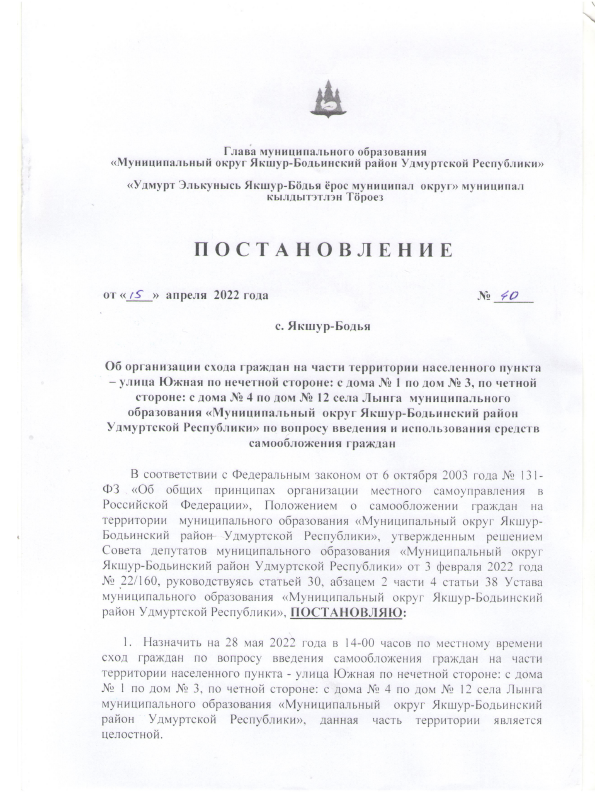 Глава муниципального образования
«Муниципальный округ Якшур-Бодьинский район Удмуртской Республики»
«Удмурт Элькунысь Якшур-Бӧдья ёрос муниципал округ» муниципал
кылдытэтлэн Тӧроез
ПОСТАНОВЛЕНИЕ
от «15» апреля 2022 года № 40
с. Якшур-Бодья
Об организации схода граждан на части территории населенного пункта
– улица Южная по нечетной стороне: с дома № 1 по дом № 3, по четной
стороне: с дома № 4 по дом № 12 села Лынга муниципального
образования «Муниципальный округ Якшур-Бодьинский район
Удмуртской Республики» по вопросу введения и использования средств
самообложения граждан
В соответствии с Федеральным законом от 6 октября 2003 года № 131-
ФЗ «Об общих принципах организации местного самоуправления в
Российской Федерации», Положением о самообложении граждан на
территории муниципального образования «Муниципальный округ Якшур-
Бодьинский район Удмуртской Республики», утвержденным решением
Совета депутатов муниципального образования «Муниципальный округ
Якшур-Бодьинский район Удмуртской Республики» от 3 февраля 2022 года
№ 22/160, руководствуясь статьей 30, абзацем 2 части 4 статьи 38 Устава
муниципального образования «Муниципальный округ Якшур-Бодьинский
район Удмуртской Республики», ПОСТАНОВЛЯЮ:
1. Назначить на 28 мая 2022 года в 14-00 часов по местному времени
сход граждан по вопросу введения самообложения граждан на части
территории населенного пункта - улица Южная по нечетной стороне: с дома
№ 1 по дом № 3, по четной стороне: с дома № 4 по дом № 12 села Лынга
муниципального образования «Муниципальный округ Якшур-Бодьинский
район Удмуртской Республики», данная часть территории является
целостной.